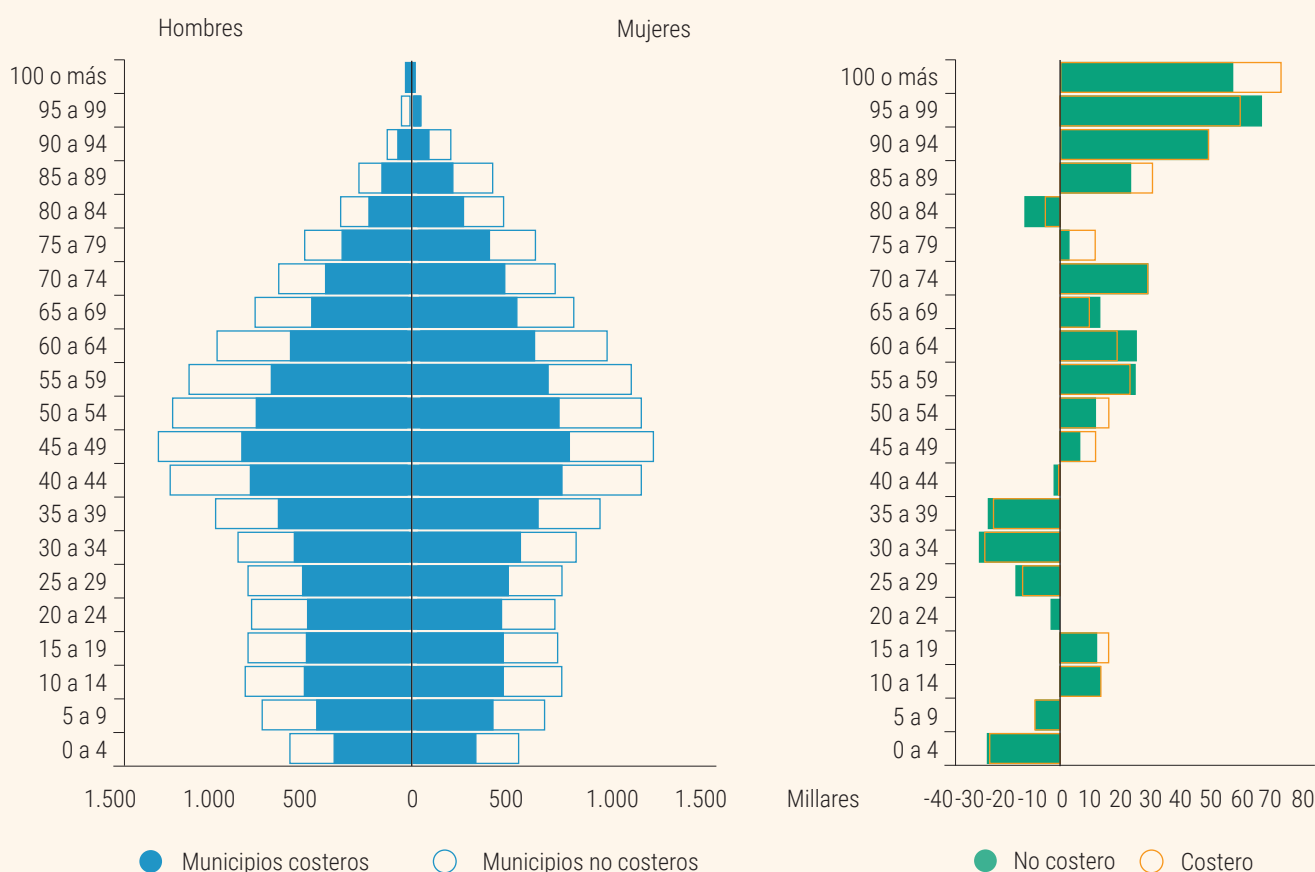 Hombres Mujeres
100 o más
95 a 99
90 a 94
85 a 89
80 a 84
75 a 79
70 a 74
65 a 69
60 a 64
55 a 59
50 a 54
45 a 49
40 a 44
35 a 39
30 a 34
25 a 29
20 a 24
15 a 19
10 a 14
5 a 9
0 a 4
1.500 1.000 500 0 500 1.000 1.500 Millares
Municipios costeros Municipios no costeros
100 o más
95 a 99
90 a 94
85 a 89
80 a 84
75 a 79
70 a 74
65 a 69
60 a 64
55 a 59
50 a 54
45 a 49
40 a 44
35 a 39
30 a 34
25 a 29
20 a 24
15 a 19
10 a 14
5 a 9
0 a 4
-40 -30 -20 -10 0 10 20 30 40 50 60 70 80
No costero Costero